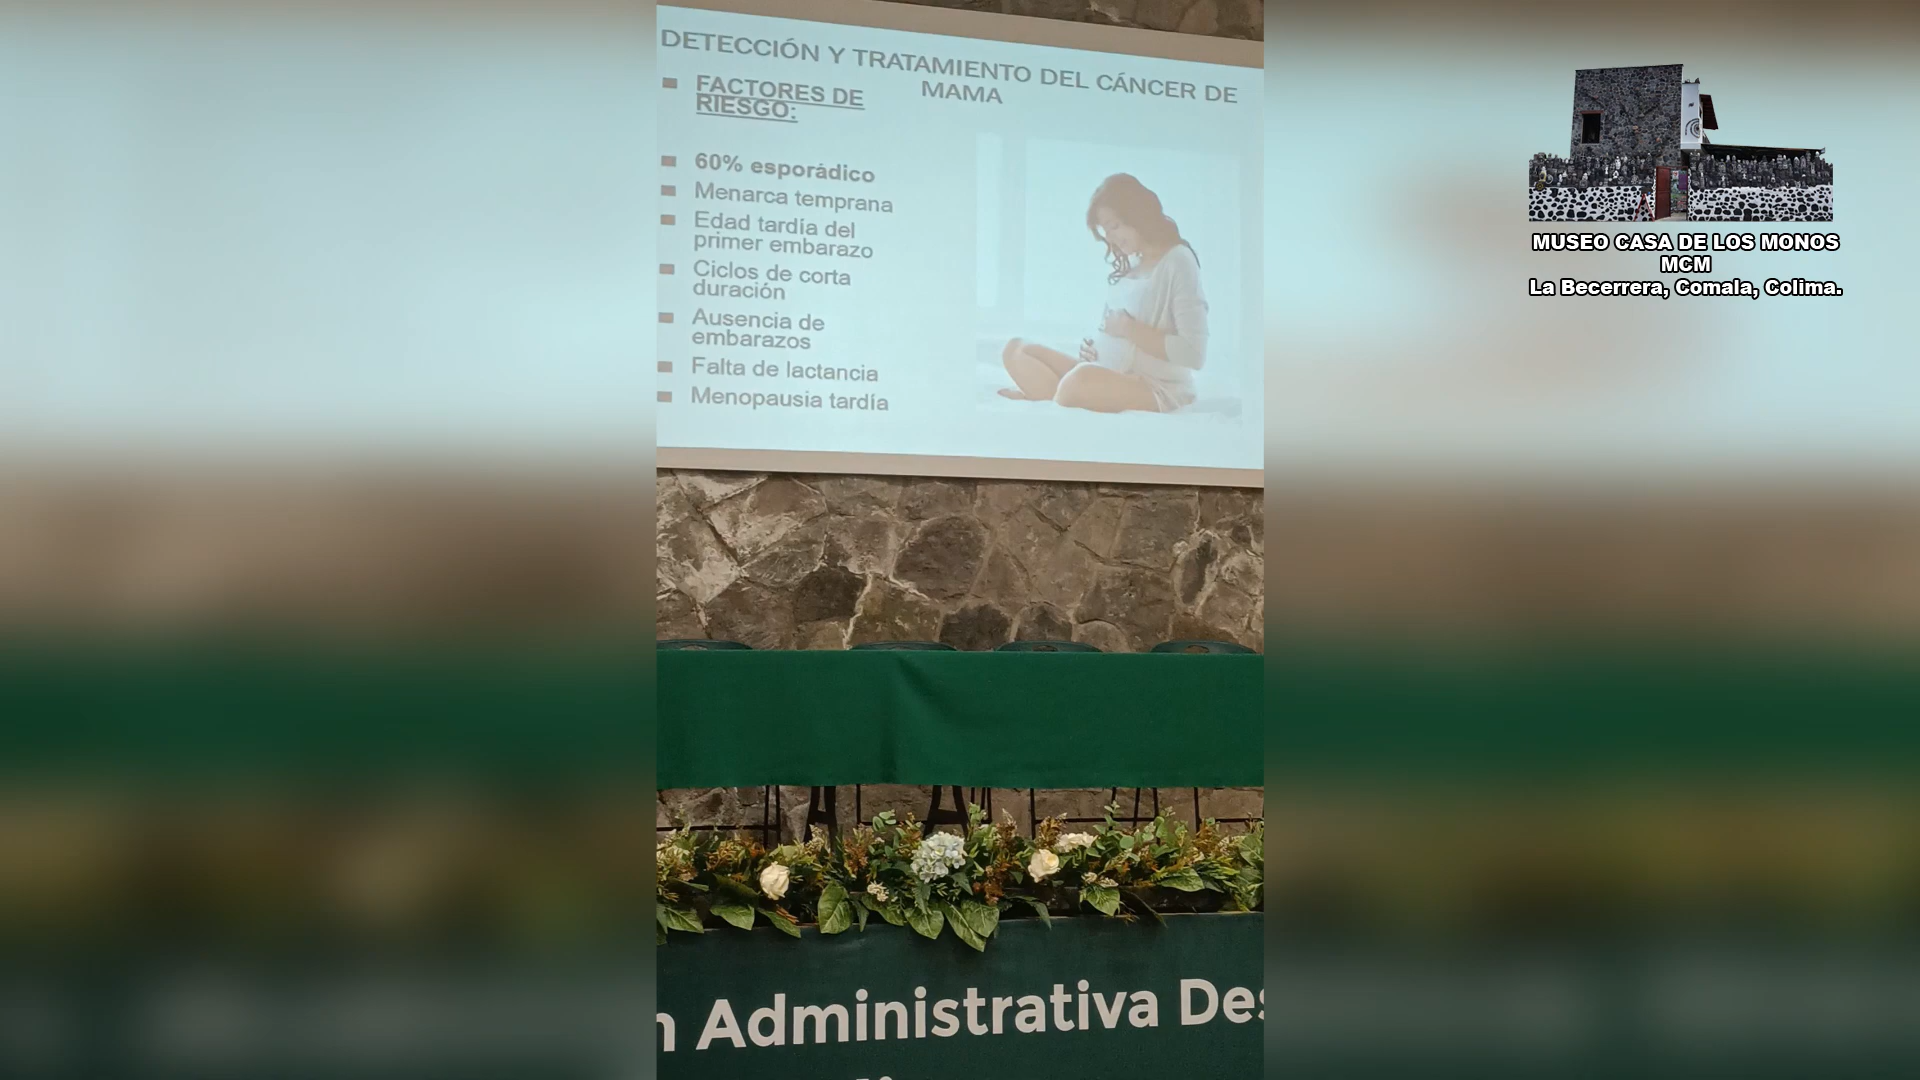 DETECCIÓN Y TRATAMIENTO DEL CÁNCER DE
MAMA
FACTORES DE
RIESGO:
60% esporádico
Menarca temprana
Edad tardía del
primer embarazo
Ciclos de corta
duración
Ausencia de
embarazos
Falta de lactancia
Menopausia tardía
MUSEO CASA DE LOS MONOS
MCM
La Becerrera, Comala, Colima.
n Administrativa Des